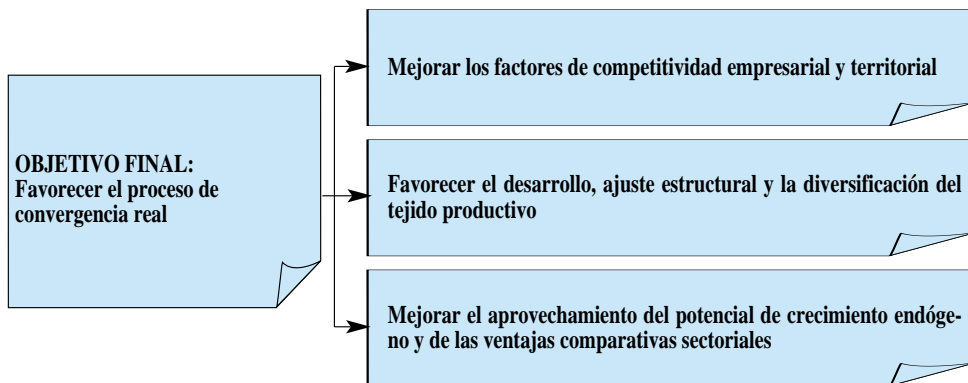 OBJETIVO FINAL:
Favorecer el proceso de
convergencia real
Mejorar los factores de competitividad empresarial y territorial
Favorecer el desarrollo, ajuste estructural y la diversificación del
tejido productivo
Mejorar el aprovechamiento del potencial de crecimiento endóge-
no y de las ventajas comparativas sectoriales